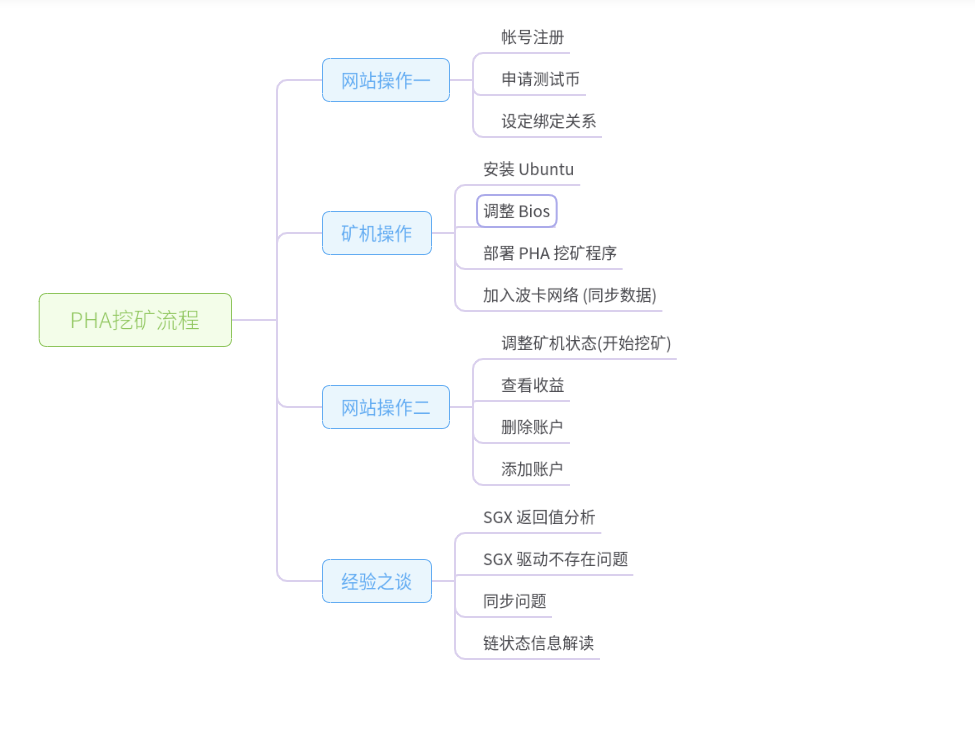 PHA挖矿流程
网站操作一
帐号注册
申请测试币
设定绑定关系
矿机操作
安装 Ubuntu
调整 Bios
部署 PHA 挖矿程序
加入波卡网络 (同步数据)
网站操作二
调整矿机状态(开始挖矿)
查看收益
删除账户
添加账户
经验之谈
SGX 返回值分析
SGX 驱动不存在问题
同步问题
链状态信息解读